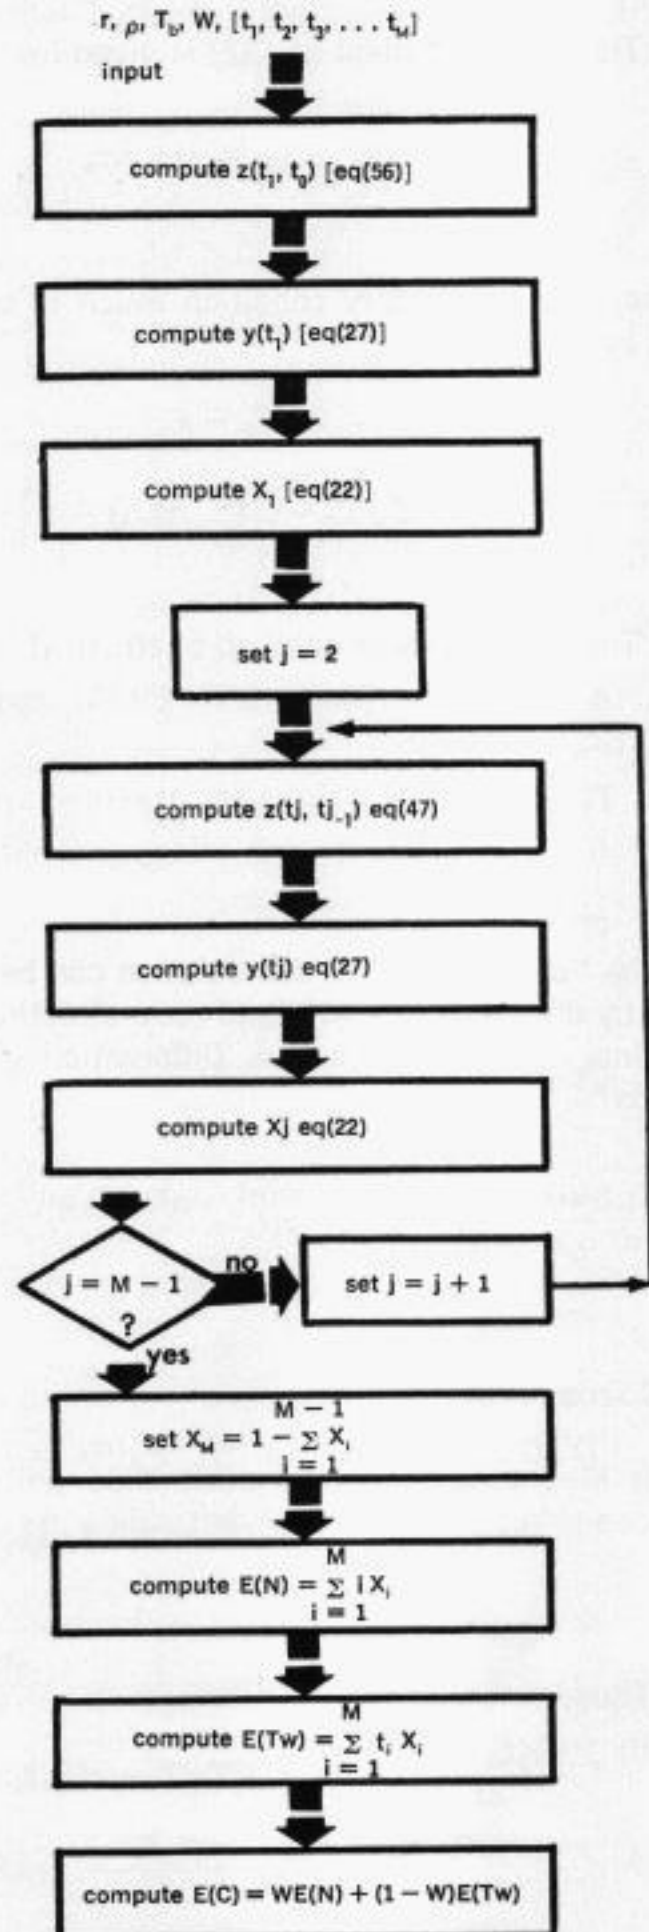 r, ρ, T_b, W, [t_1, t_2, t_3, . . . t_M]
input
compute z(t_1, t_0) [eq(56)]
compute y(t_1) [eq(27)]
compute X_1 [eq(22)]
set j = 2
compute z(tj, tj_-1) eq(47)
compute y(tj) eq(27)
compute Xj eq(22)
j = M − 1
?
no
set j = j + 1
yes
M − 1
set X_M = 1 − Σ X_i
i = 1
M
compute E(N) = Σ i X_i
i = 1
M
compute E(Tw) = Σ t_i X_i
i = 1
compute E(C) = WE(N) + (1 − W)E(Tw)